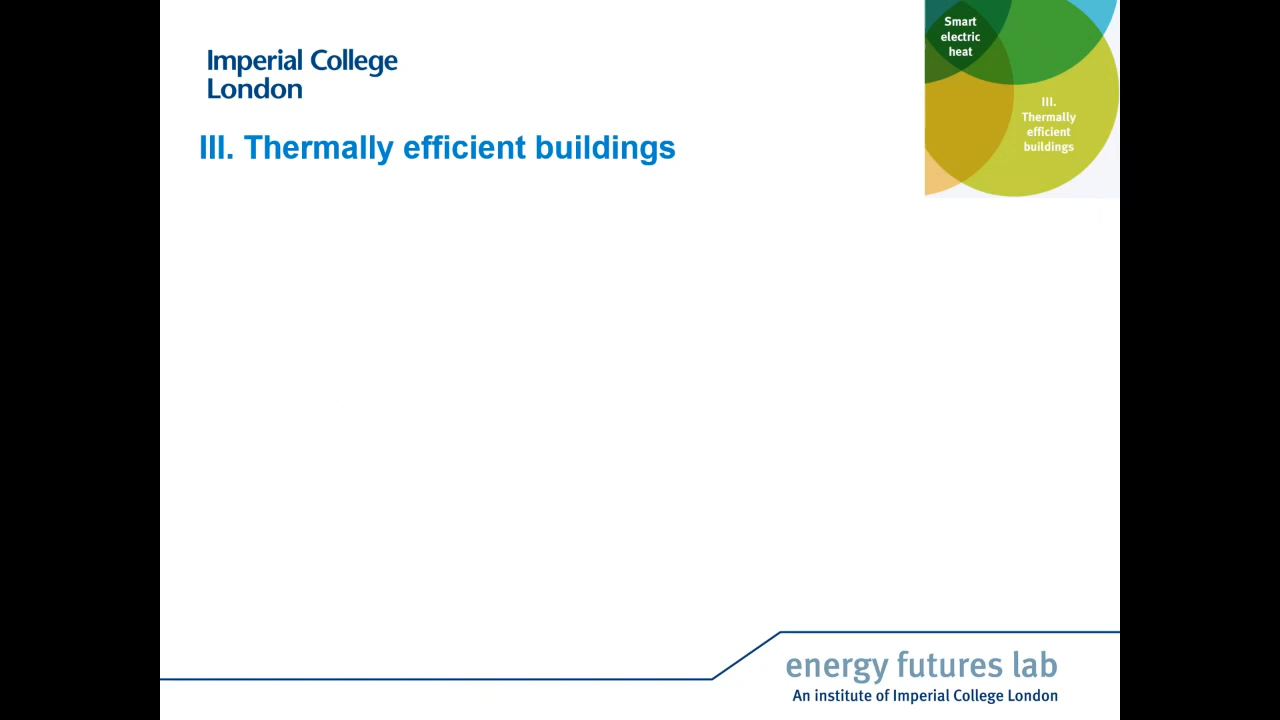 Imperial College
London
III. Thermally efficient buildings
Smart
electric
heat
III.
Thermally
efficient
buildings
energy futures lab
An institute of Imperial College London